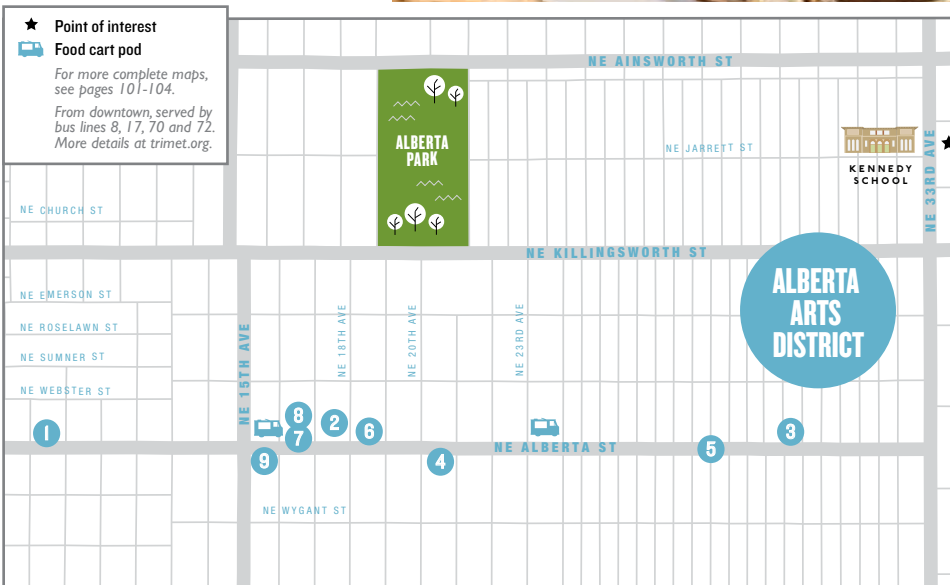 Point of interest
Food cart pod
For more complete maps,
see pages 101-104.
From downtown, served by
bus lines 8, 17, 70 and 72.
More details at trimet.org.
NE AINSWORTH ST
ALBERTA
PARK
NE JARRETT ST
KENNEDY
SCHOOL
NE 33RD AVE
NE CHURCH ST
NE KILLINGSWORTH ST
ALBERTA
ARTS
DISTRICT
NE EMERSON ST
NE ROSELAWN ST
NE SUMNER ST
NE WEBSTER ST
NE 15TH AVE
NE 18TH AVE
NE 20TH AVE
NE 23RD AVE
1
8
7
2
6
3
9
4
NE ALBERTA ST
5
NE WYGANT ST